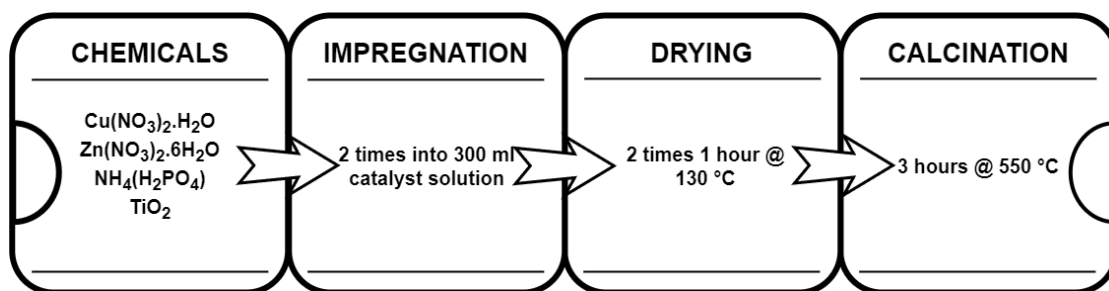 CHEMICALS
Cu(NO₃)₂.H₂O
Zn(NO₃)₂.6H₂O
NH₄(H₂PO₄)
TiO₂
IMPREGNATION
2 times into 300 ml
catalyst solution
DRYING
2 times 1 hour @
130 °C
CALCINATION
3 hours @ 550 °C